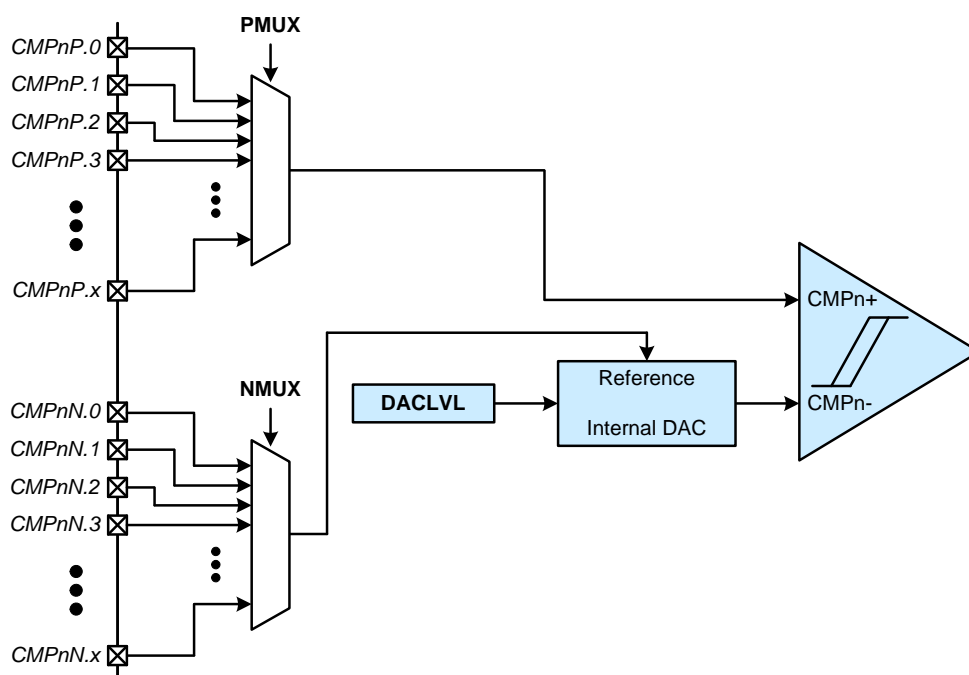 PMUX
CMPnP.0
CMPnP.1
CMPnP.2
CMPnP.3
CMPnP.x
CMPn+
NMUX
DACLVL
Reference
Internal DAC
CMPn-
CMPnN.0
CMPnN.1
CMPnN.2
CMPnN.3
CMPnN.x